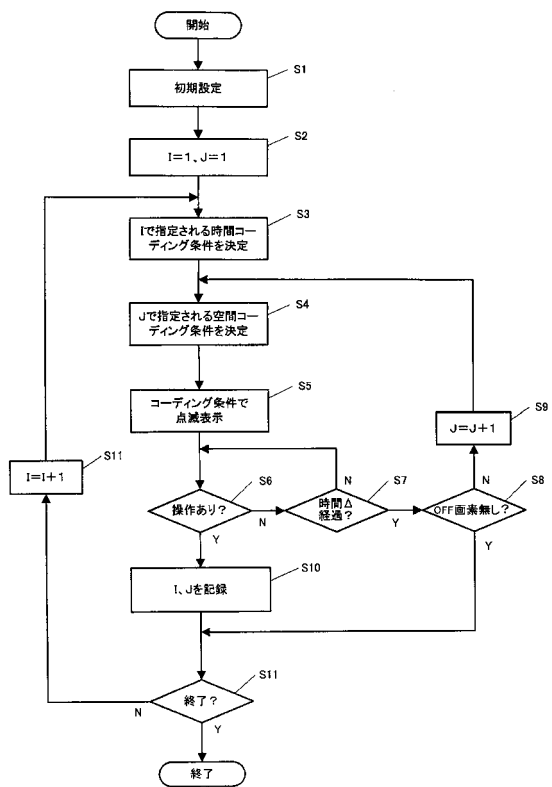 開始
S1
初期設定
S2
I=1、J=1
S3
Iで指定される時間コー
ディング条件を決定
S4
Jで指定される空間コー
ディング条件を決定
S5
コーディング条件で
点滅表示
S9
J=J+1
S11
I=I+1
S6
操作あり?
N
Y
S7
時間Δ
経過?
N
Y
S8
OFF画素無し?
N
Y
S10
I、Jを記録
S11
終了?
N
Y
終了